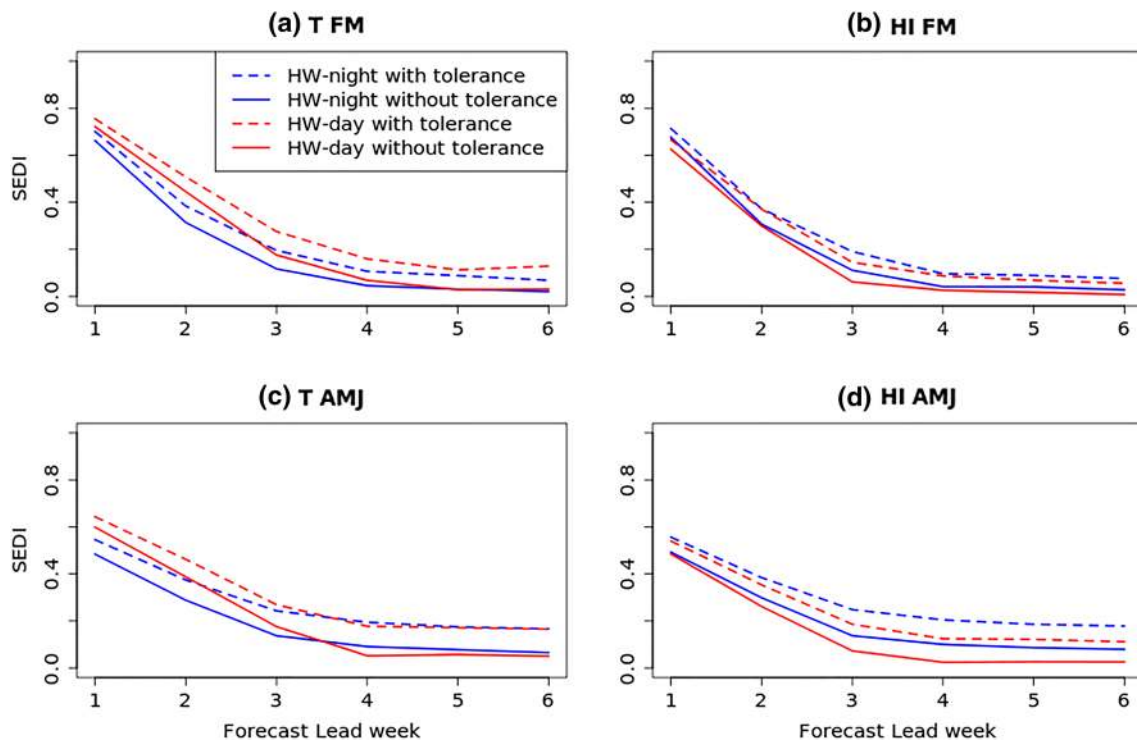 (a) T FM
SEDI
0.0 0.4 0.8
HW-night with tolerance
HW-night without tolerance
HW-day with tolerance
HW-day without tolerance
1 2 3 4 5 6
(b) HI FM
0.0 0.4 0.8
1 2 3 4 5 6
(c) T AMJ
SEDI
0.0 0.4 0.8
1 2 3 4 5 6
Forecast Lead week
(d) HI AMJ
0.0 0.4 0.8
1 2 3 4 5 6
Forecast Lead week